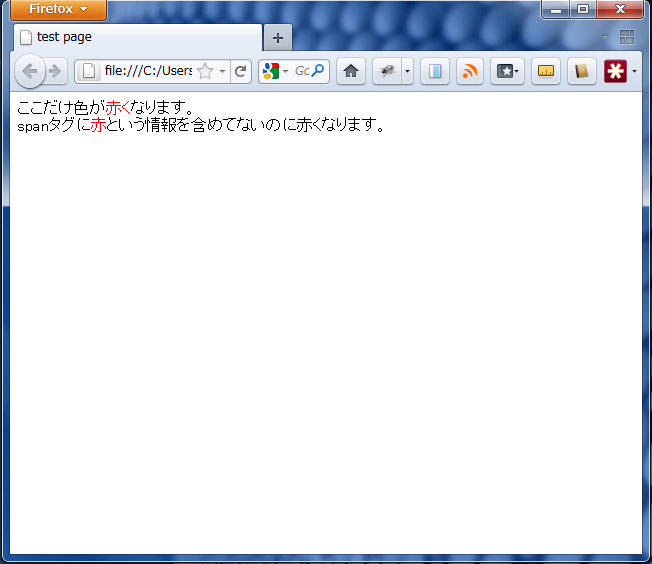 Firefox
test page
file:///C:/Users
Gc
ここだけ色が赤くなります。
spanタグに赤という情報を含めてないのに赤くなります。